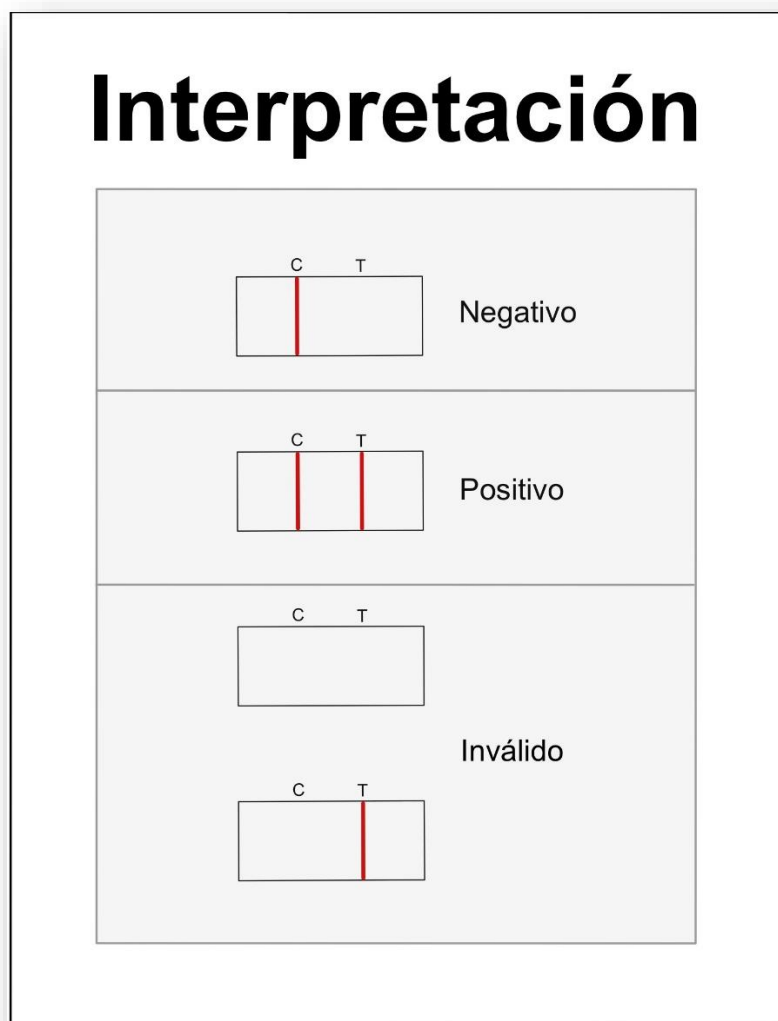 Interpretación
C T
Negativo
C T
Positivo
C T
Inválido
C T